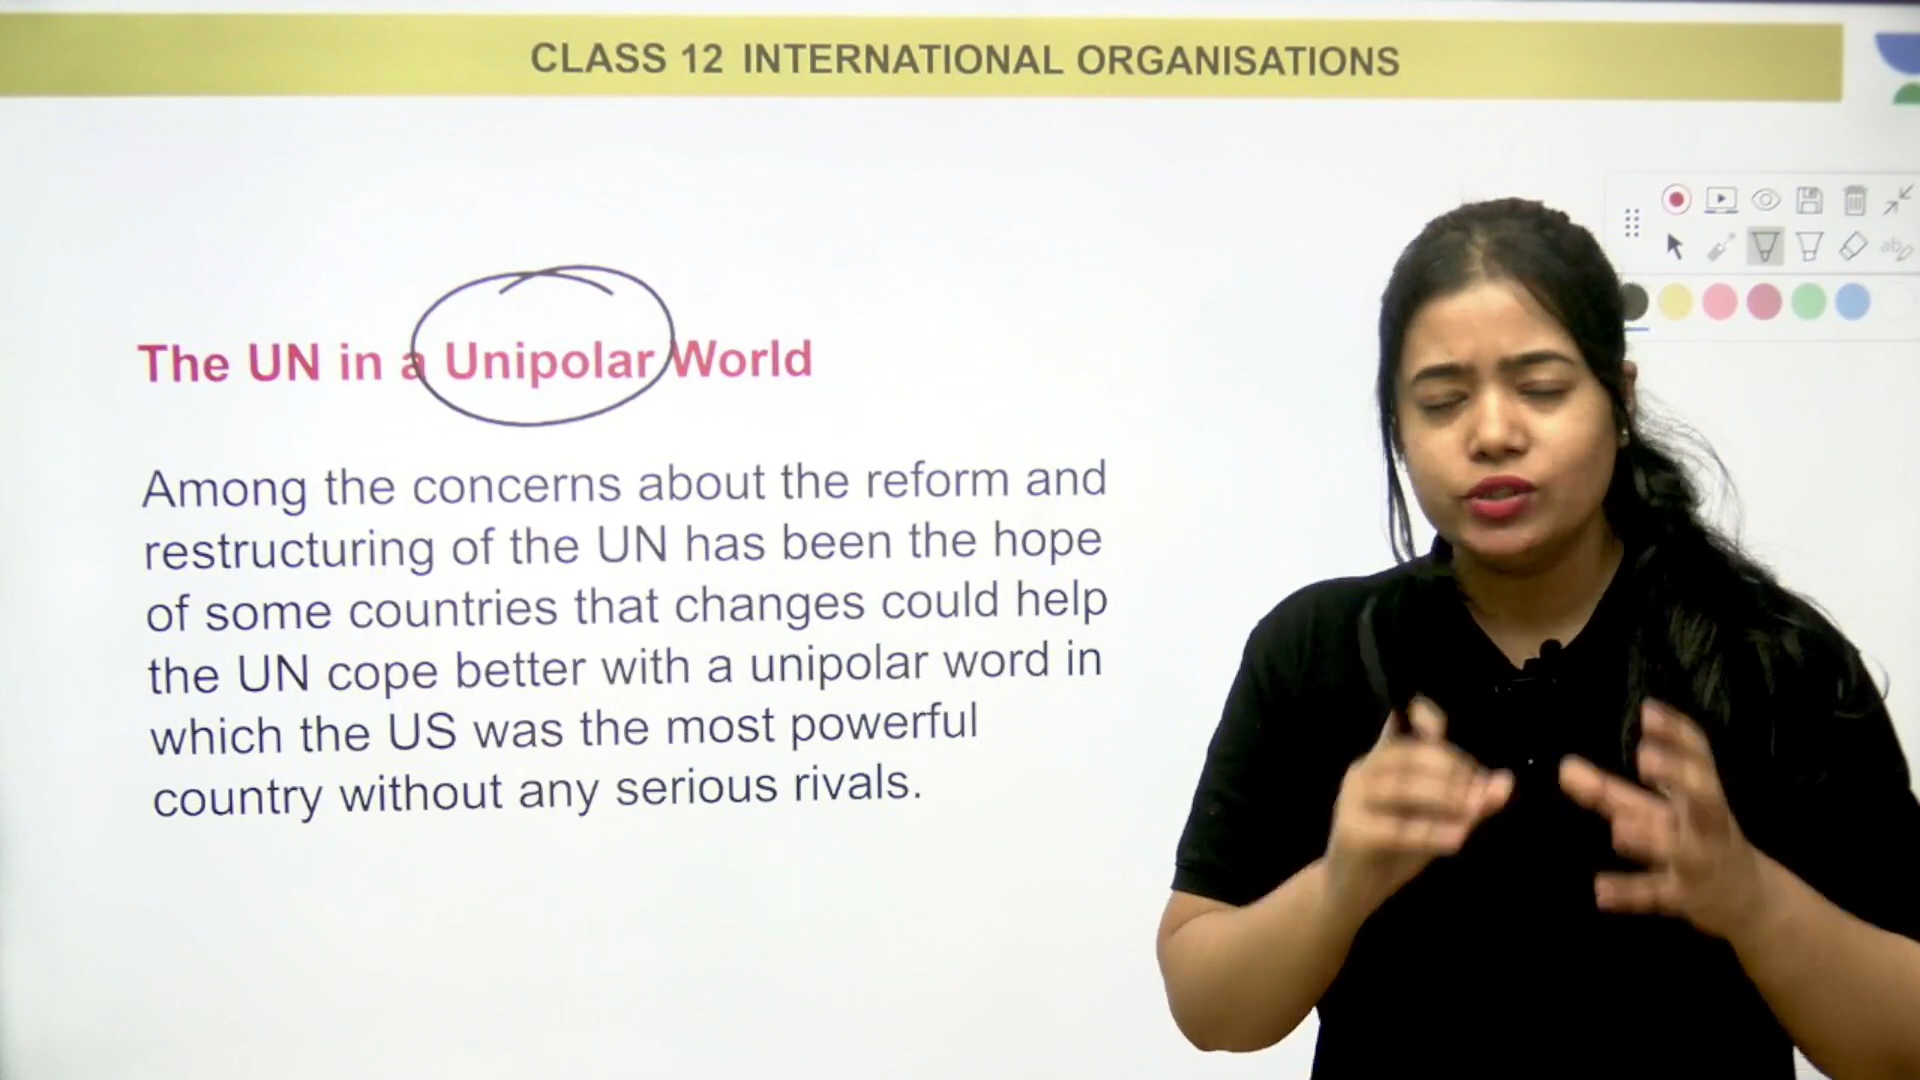 CLASS 12 INTERNATIONAL ORGANISATIONS
The UN in a Unipolar World
Among the concerns about the reform and
restructuring of the UN has been the hope
of some countries that changes could help
the UN cope better with a unipolar word in
which the US was the most powerful
country without any serious rivals.
ab